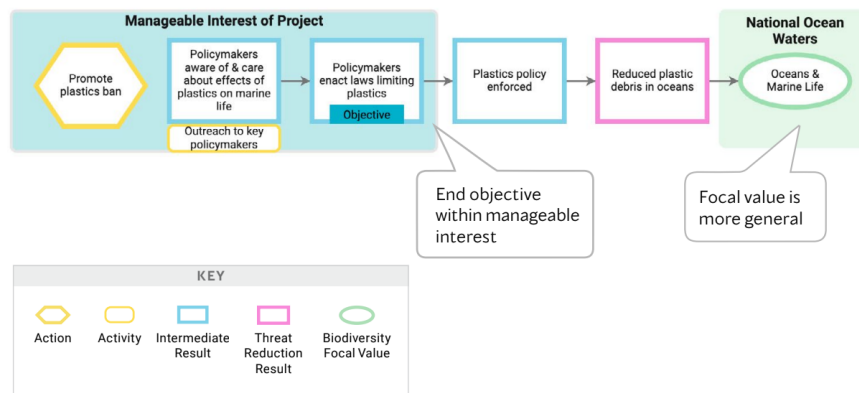 Manageable Interest of Project
National Ocean
Waters
Promote
plastics ban
Policymakers
aware of & care
about effects of
plastics on marine
life
Outreach to key
policymakers
Policymakers
enact laws limiting
plastics
Objective
Plastics policy
enforced
Reduced plastic
debris in oceans
Oceans &
Marine Life
End objective
within manageable
interest
Focal value is
more general
KEY
Action
Activity
Intermediate
Result
Threat
Reduction
Result
Biodiversity
Focal Value